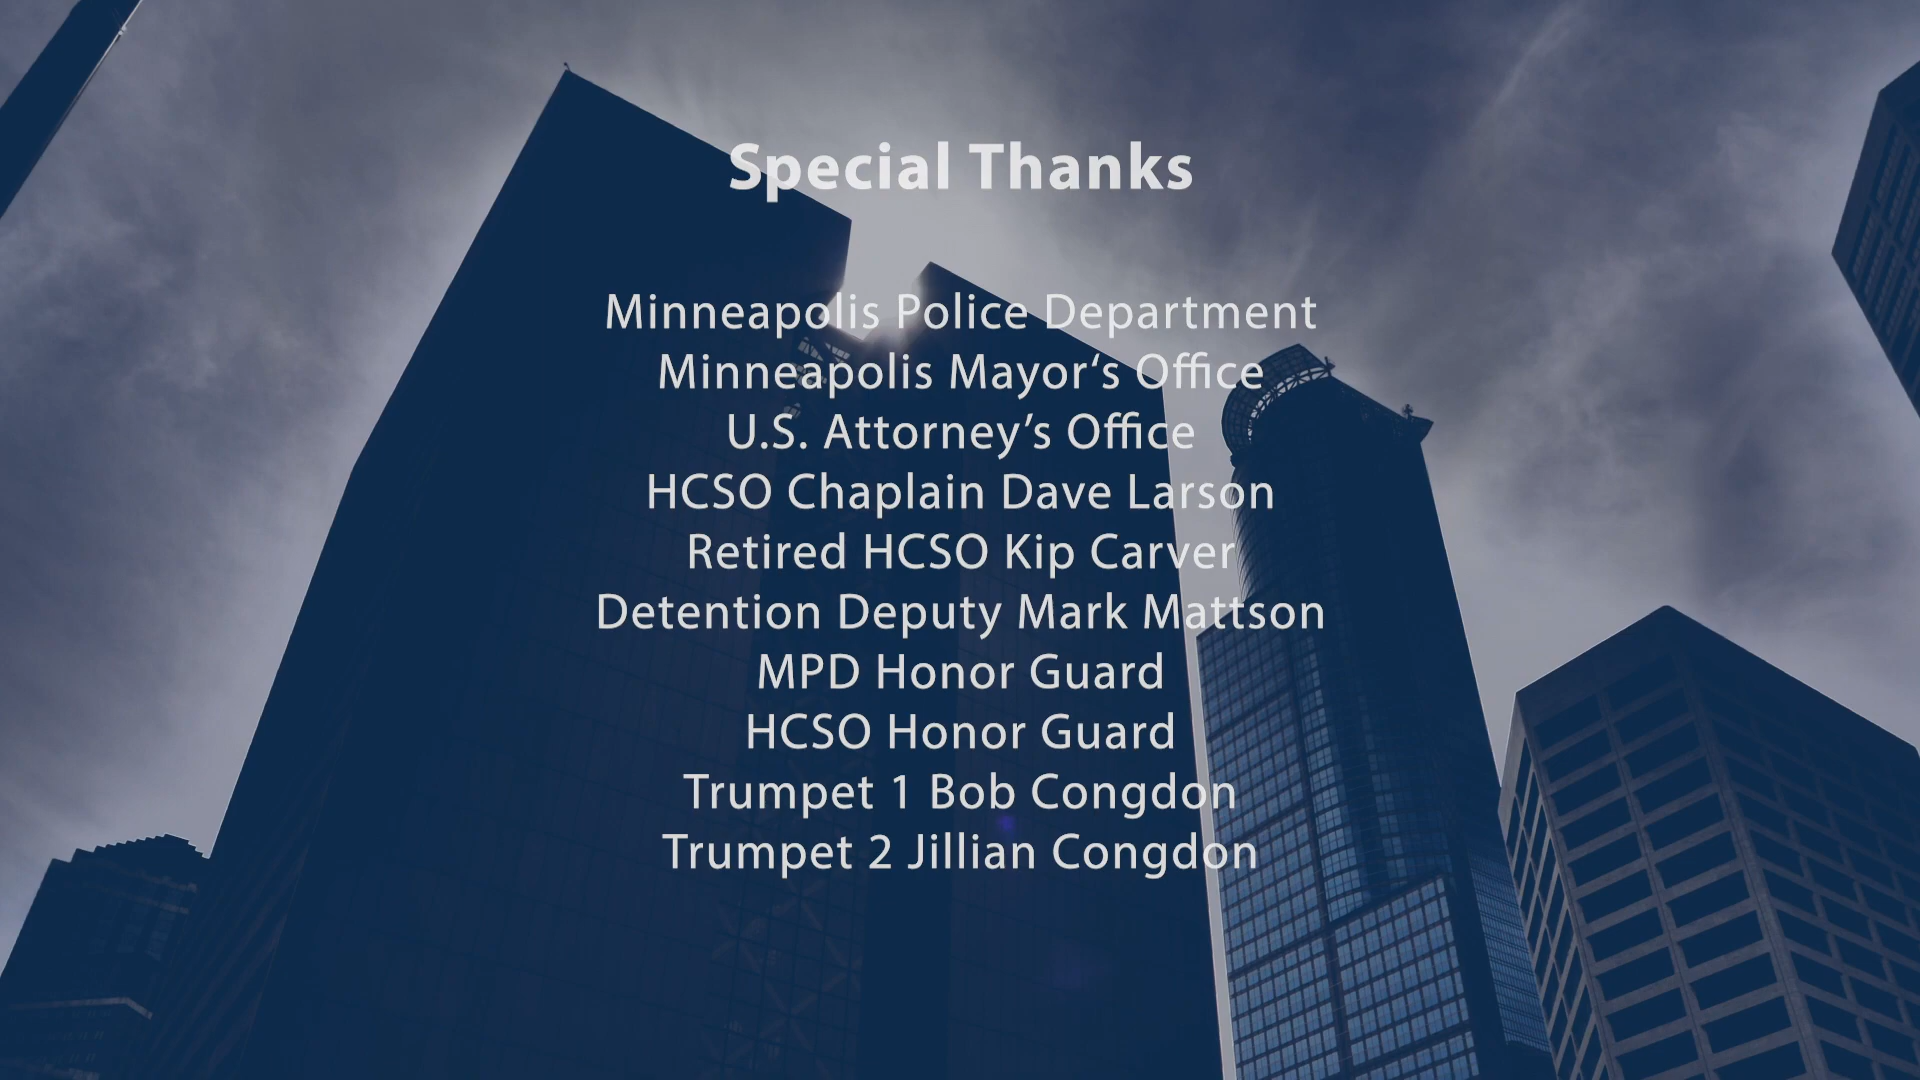 Special Thanks
Minneapolis Police Department
Minneapolis Mayor‘s Office
U.S. Attorney’s Office
HCSO Chaplain Dave Larson
Retired HCSO Kip Carver
Detention Deputy Mark Mattson
MPD Honor Guard
HCSO Honor Guard
Trumpet 1 Bob Congdon
Trumpet 2 Jillian Congdon